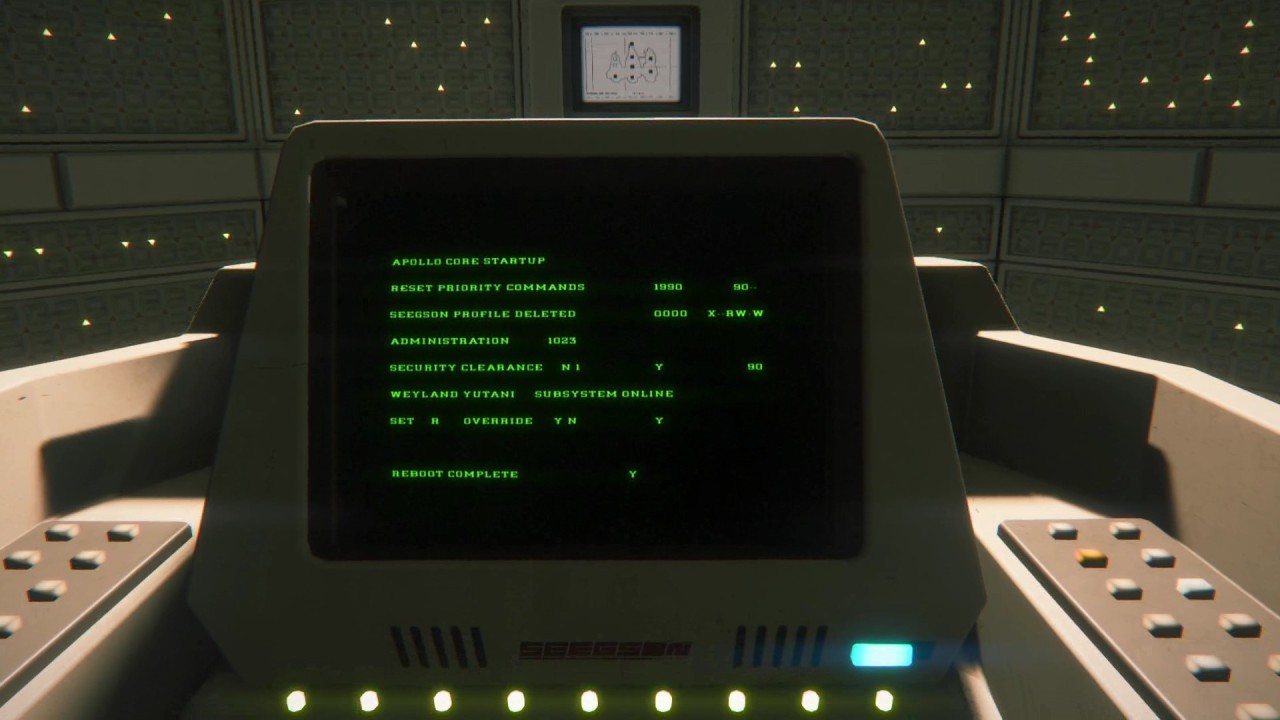 APOLLO CORE STARTUP
RESET PRIORITY COMMANDS 1990 90--
SEEGSON PROFILE DELETED 0000 X--RW-W
ADMINISTRATION 1023
SECURITY CLEARANCE N1 Y 90
WEYLAND YUTANI SUBSYSTEM ONLINE
SET R OVERRIDE Y N Y
REBOOT COMPLETE Y
SEEGSON